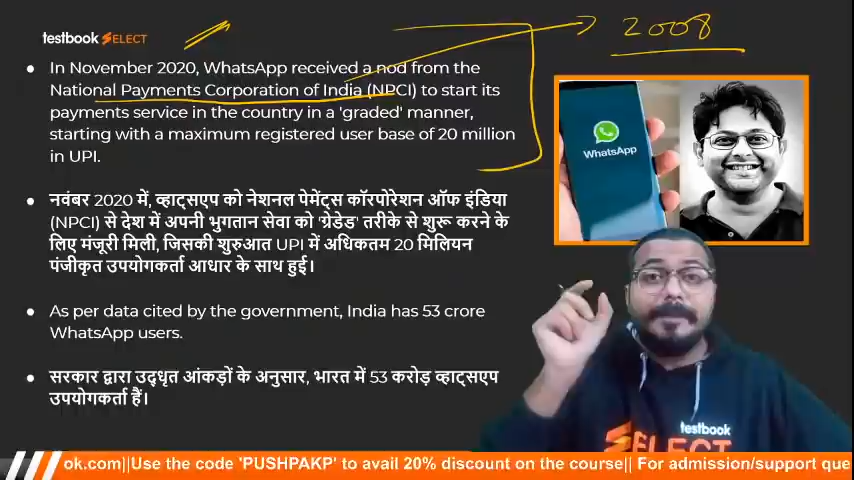 testbook SELECT
2008
In November 2020, WhatsApp received a nod from the
National Payments Corporation of India (NPCI) to start its
payments service in the country in a 'graded' manner,
starting with a maximum registered user base of 20 million
in UPI.
WhatsApp
नवंबर 2020 में, व्हाट्सएप को नेशनल पेमेंट्स कॉरपोरेशन ऑफ इंडिया
(NPCI) से देश में अपनी भुगतान सेवा को 'ग्रेडेड' तरीके से शुरू करने के
लिए मंजूरी मिली, जिसकी शुरुआत UPI में अधिकतम 20 मिलियन
पंजीकृत उपयोगकर्ता आधार के साथ हुई।
As per data cited by the government, India has 53 crore
WhatsApp users.
सरकार द्वारा उद्धृत आंकड़ों के अनुसार, भारत में 53 करोड़ व्हाट्सएप
उपयोगकर्ता हैं।
testbook
SELECT
ok.com||Use the code 'PUSHPAKP' to avail 20% discount on the course|| For admission/support que